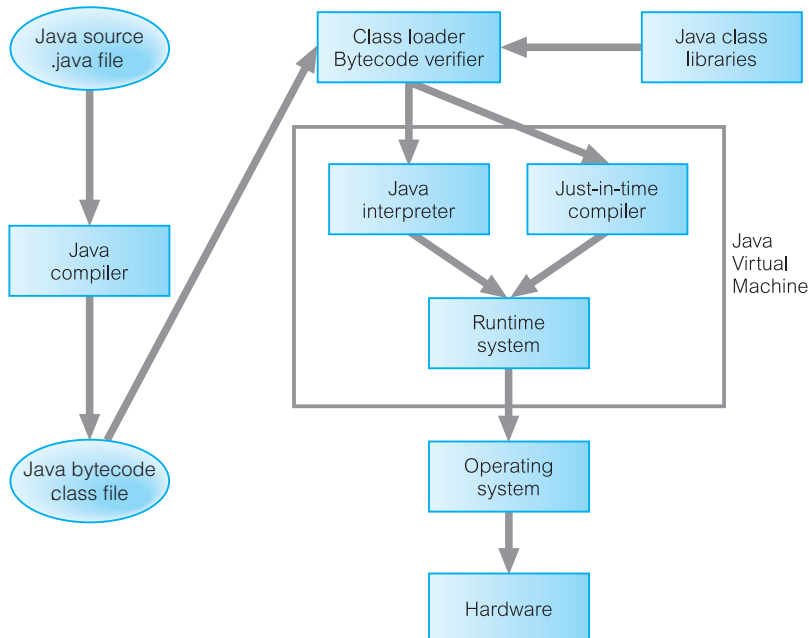 Java source
.java file
Class loader
Bytecode verifier
Java class
libraries
Java
interpreter
Just-in-time
compiler
Java
compiler
Java
Virtual
Machine
Runtime
system
Java bytecode
class file
Operating
system
Hardware